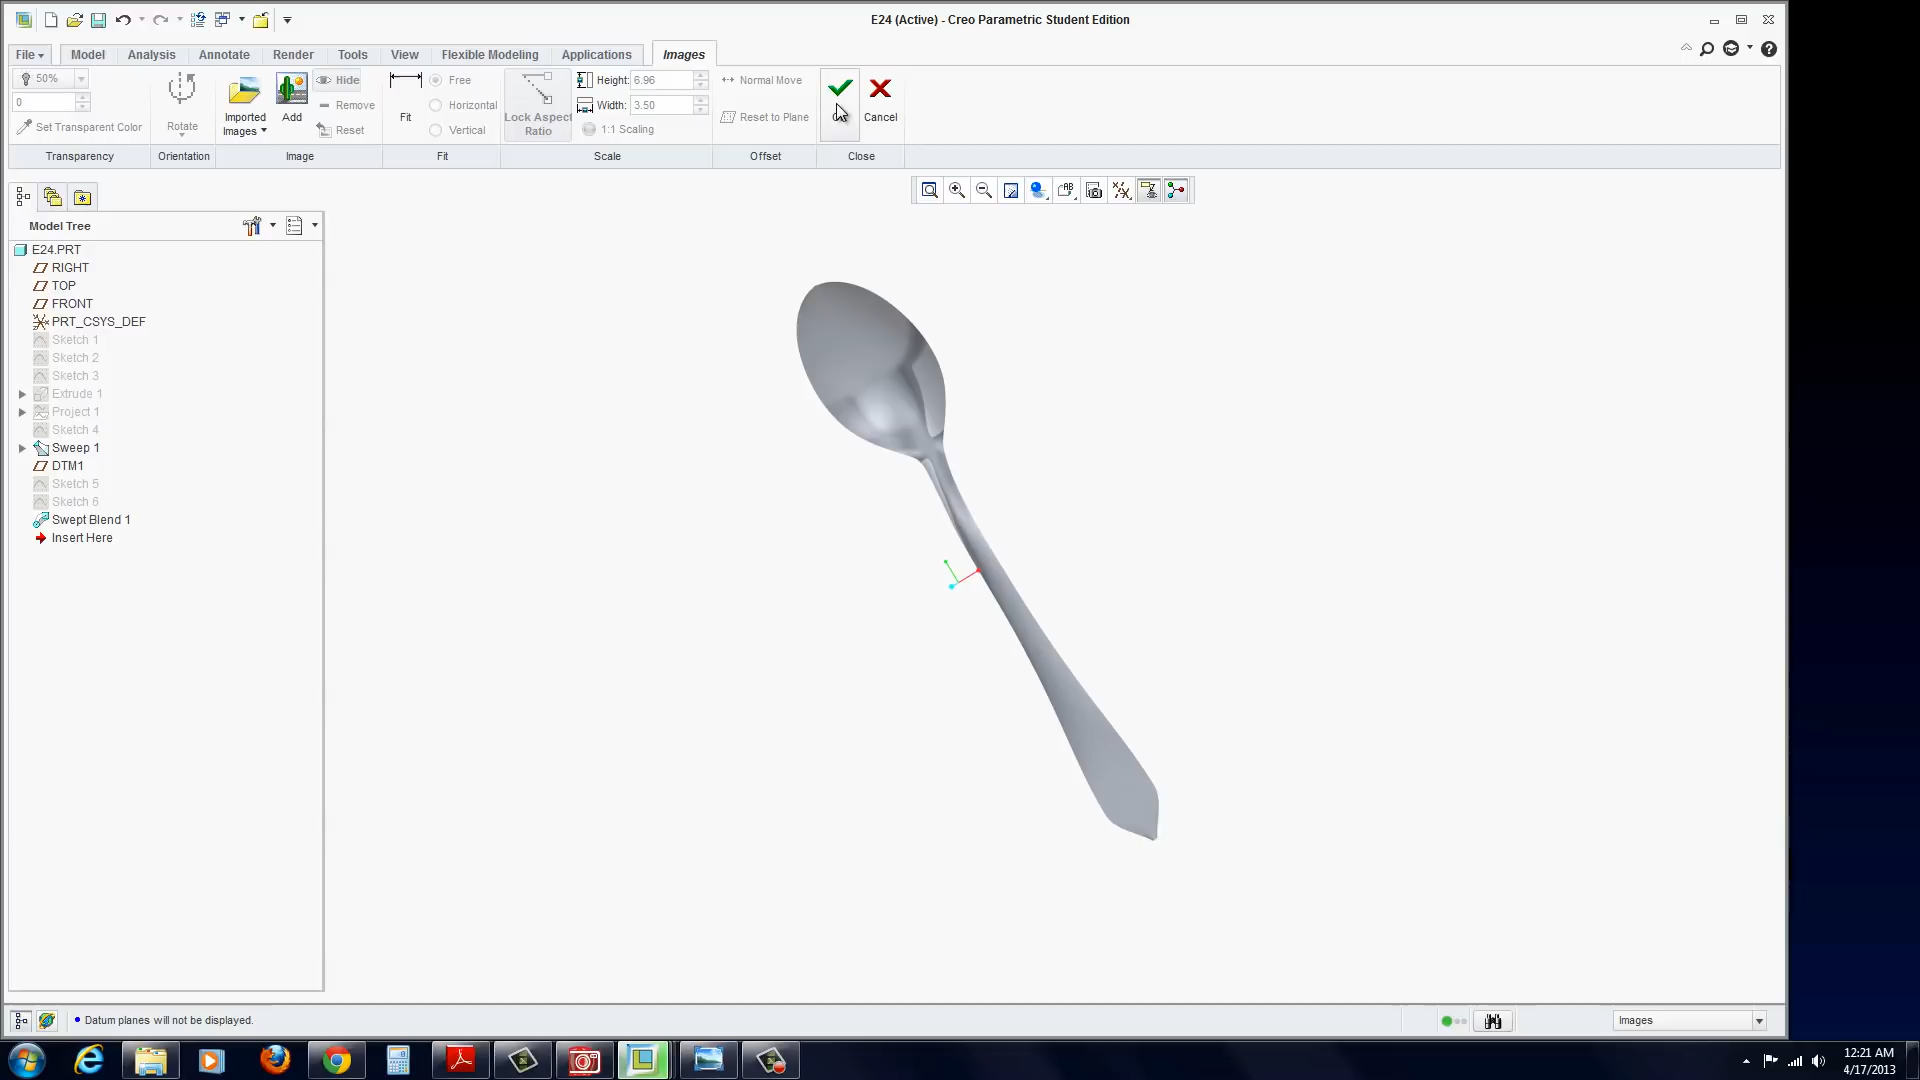 E24 (Active) - Creo Parametric Student Edition
File Model Analysis Annotate Render Tools View Flexible Modeling Applications Images
50%
0
Set Transparent Color
Transparency
Rotate
Orientation
Imported
Images
Add
Hide
Remove
Reset
Image
Fit
Free
Horizontal
Vertical
Fit
Lock Aspect
Ratio
Height: 6.96
Width: 3.50
1:1 Scaling
Scale
Normal Move
Reset to Plane
Offset
Cancel
Close
Model Tree
E24.PRT
RIGHT
TOP
FRONT
PRT_CSYS_DEF
Sketch 1
Sketch 2
Sketch 3
Extrude 1
Project 1
Sketch 4
Sweep 1
DTM1
Sketch 5
Sketch 6
Swept Blend 1
Insert Here
Datum planes will not be displayed.
Images
12:21 AM
4/17/2013